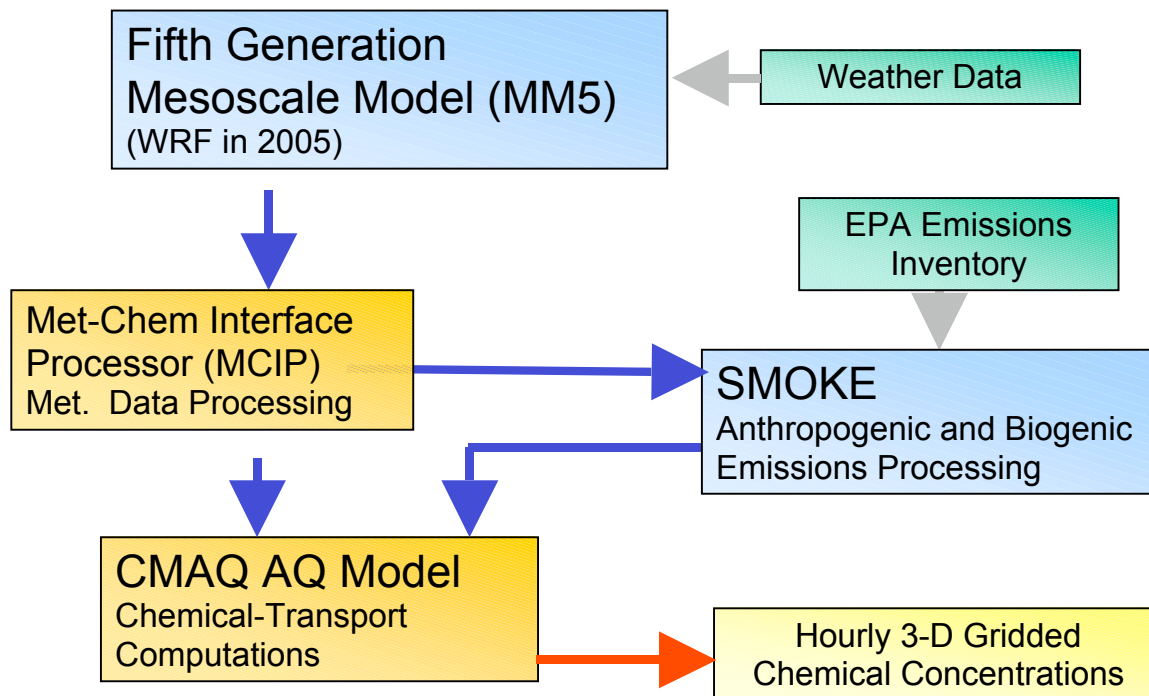 Fifth Generation
Mesoscale Model (MM5)
(WRF in 2005)
Weather Data
EPA Emissions
Inventory
Met-Chem Interface
Processor (MCIP)
Met. Data Processing
SMOKE
Anthropogenic and Biogenic
Emissions Processing
CMAQ AQ Model
Chemical-Transport
Computations
Hourly 3-D Gridded
Chemical Concentrations